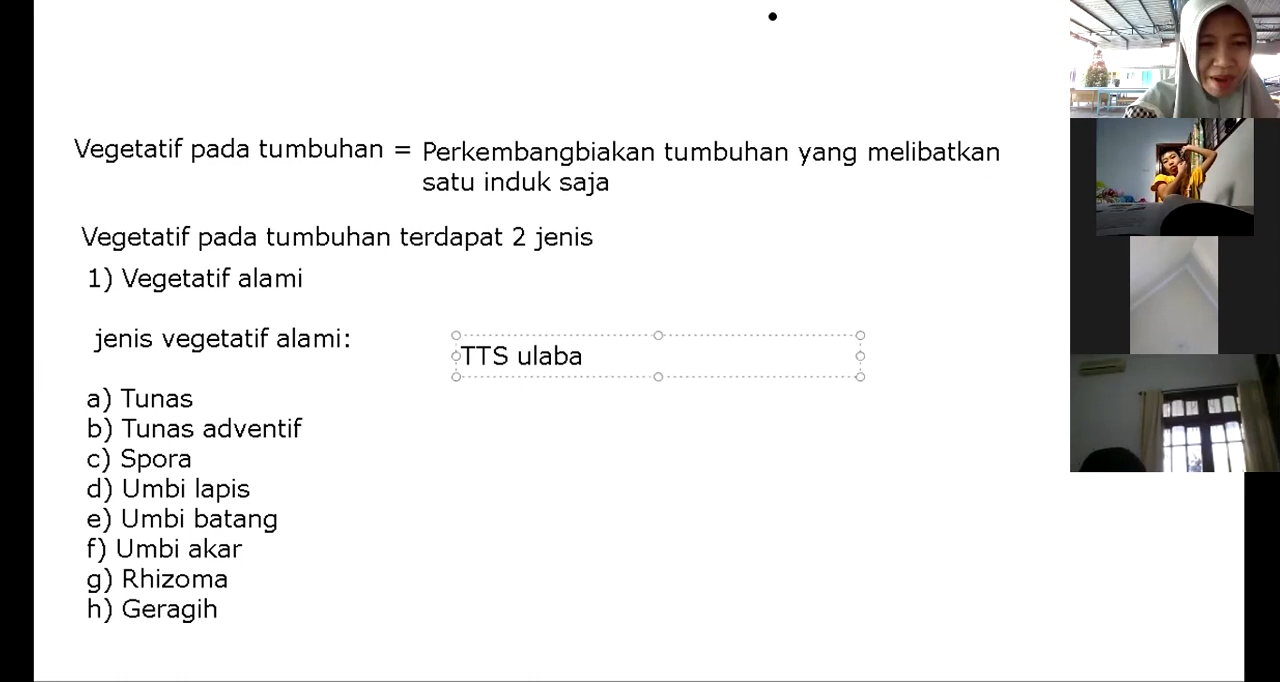 Vegetatif pada tumbuhan = Perkembangbiakan tumbuhan yang melibatkan
satu induk saja
Vegetatif pada tumbuhan terdapat 2 jenis
1) Vegetatif alami
jenis vegetatif alami:
TTS ulaba
a) Tunas
b) Tunas adventif
c) Spora
d) Umbi lapis
e) Umbi batang
f) Umbi akar
g) Rhizoma
h) Geragih